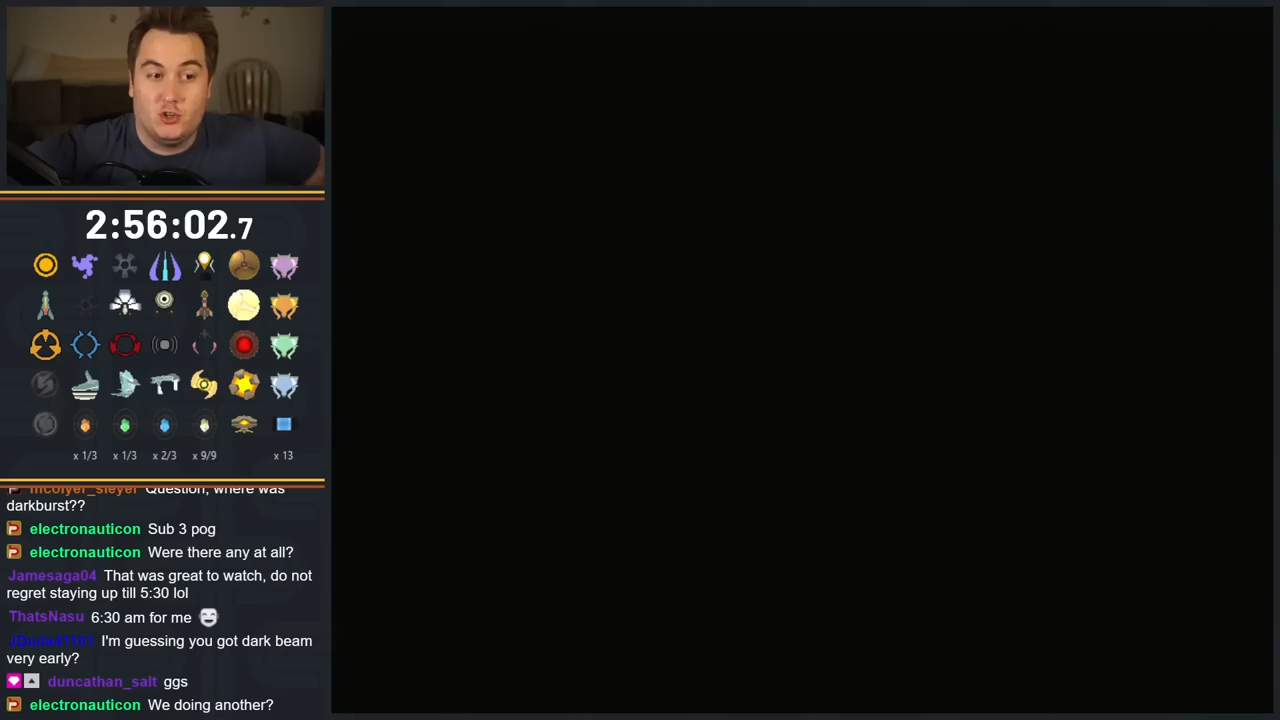 2:56:02.7
x 1/3 x 1/3 x 2/3 x 9/9 x 13
mcolyer_sleyer Question, where was
darkburst??
electronauticon Sub 3 pog
electronauticon Were there any at all?
Jamesaga04 That was great to watch, do not
regret staying up till 5:30 lol
ThatsNasu 6:30 am for me
I'm guessing you got dark beam
very early?
duncathan_salt ggs
electronauticon We doing another?